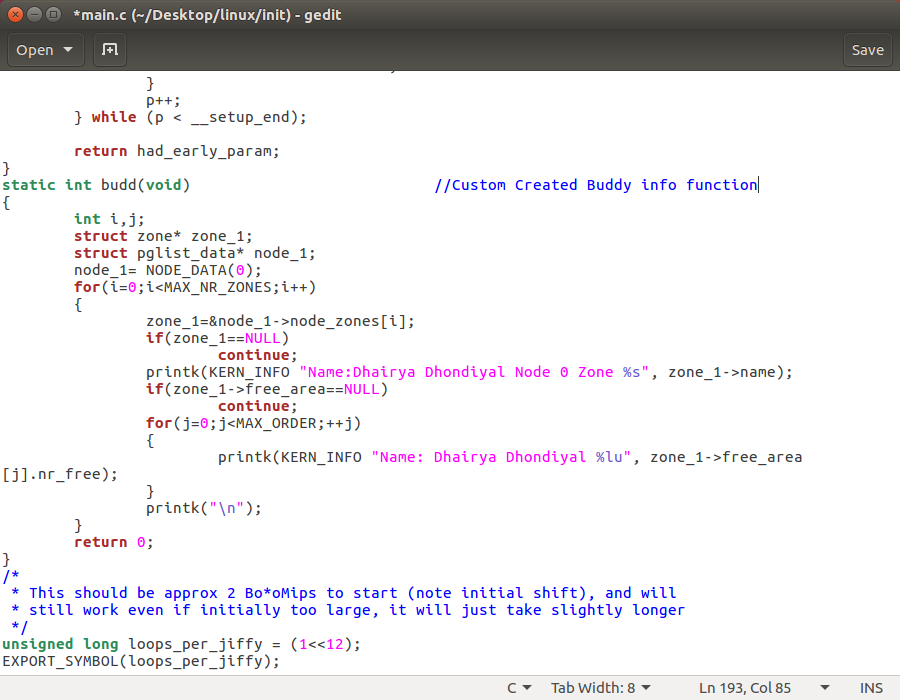 *main.c (~/Desktop/linux/init) - gedit
Open
Save
}
p++;
} while (p < __setup_end);
return had_early_param;
}
static int budd(void) //Custom Created Buddy info function
{
int i,j;
struct zone* zone_1;
struct pglist_data* node_1;
node_1= NODE_DATA(0);
for(i=0;i<MAX_NR_ZONES;i++)
{
zone_1=&node_1->node_zones[i];
if(zone_1==NULL)
continue;
printk(KERN_INFO "Name:Dhairya Dhondiyal Node 0 Zone %s", zone_1->name);
if(zone_1->free_area==NULL)
continue;
for(j=0;j<MAX_ORDER;++j)
{
printk(KERN_INFO "Name: Dhairya Dhondiyal %lu", zone_1->free_area
[j].nr_free);
}
printk("\n");
}
return 0;
}
/*
* This should be approx 2 Bo*oMips to start (note initial shift), and will
* still work even if initially too large, it will just take slightly longer
*/
unsigned long loops_per_jiffy = (1<<12);
EXPORT_SYMBOL(loops_per_jiffy);
C Tab Width: 8 Ln 193, Col 85 INS